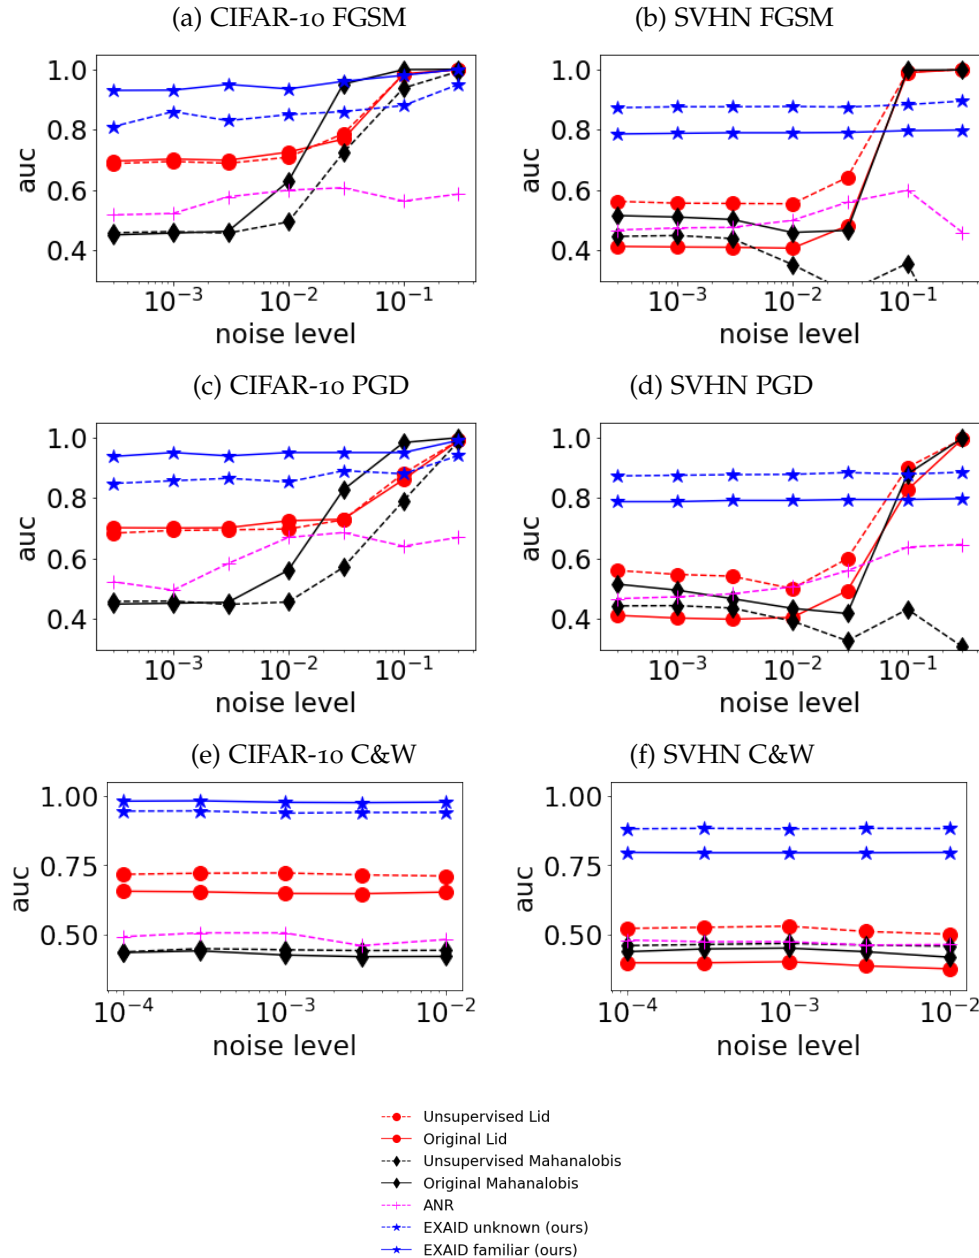 (a) CIFAR-10 FGSM
1.0
0.8
0.6
0.4
auc
10⁻³ 10⁻² 10⁻¹
noise level
(b) SVHN FGSM
1.0
0.8
0.6
0.4
auc
10⁻³ 10⁻² 10⁻¹
noise level
(c) CIFAR-10 PGD
1.0
0.8
0.6
0.4
auc
10⁻³ 10⁻² 10⁻¹
noise level
(d) SVHN PGD
1.0
0.8
0.6
0.4
auc
10⁻³ 10⁻² 10⁻¹
noise level
(e) CIFAR-10 C&W
1.00
0.75
0.50
auc
10⁻⁴ 10⁻³ 10⁻²
noise level
(f) SVHN C&W
1.00
0.75
0.50
auc
10⁻⁴ 10⁻³ 10⁻²
noise level
Unsupervised Lid
Original Lid
Unsupervised Mahanalobis
Original Mahanalobis
ANR
EXAID unknown (ours)
EXAID familiar (ours)